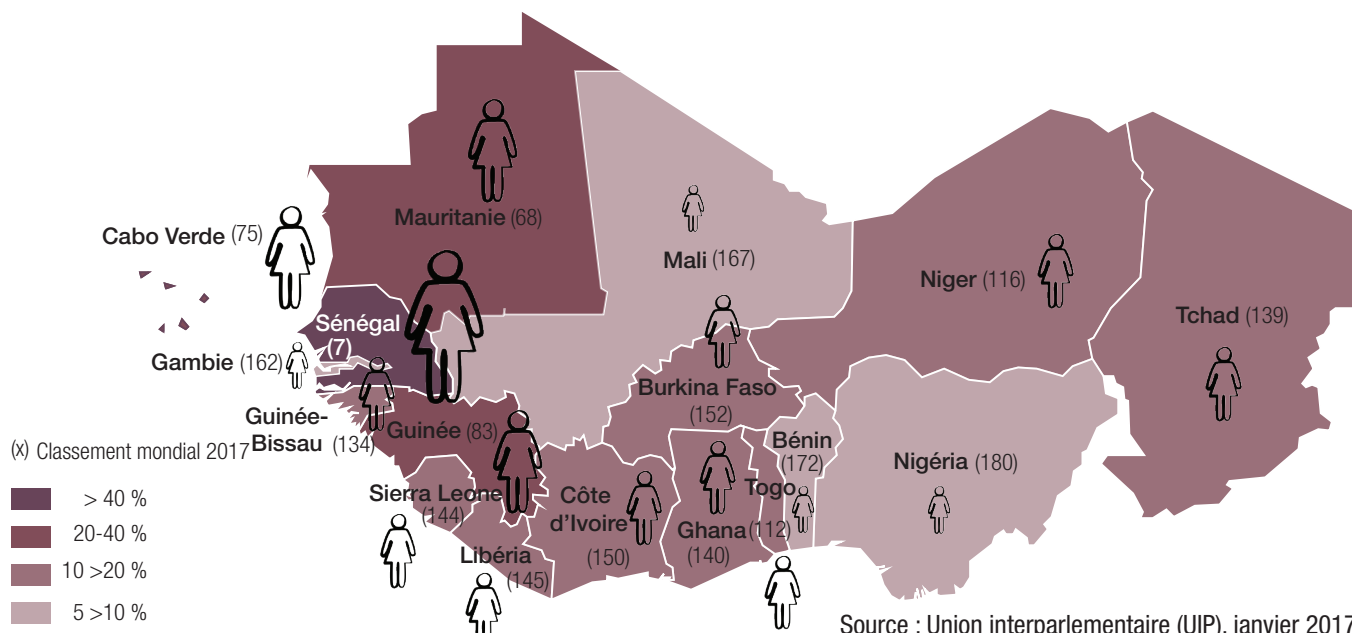 Mauritanie (68)
Cabo Verde (75)
Mali (167)
Niger (116)
Tchad (139)
Sénégal
(7)
Gambie (162)
Burkina Faso
(152)
Guinée-
Bissau (134)
Guinée (83)
Bénin
(172)
Nigéria (180)
(x) Classement mondial 2017
> 40 %
20-40 %
10 >20 %
5 >10 %
Sierra Leone
(144)
Côte
d'Ivoire
(150)
Togo
(112)
Ghana
(140)
Libéria
(145)
Source : Union interparlementaire (UIP), janvier 2017